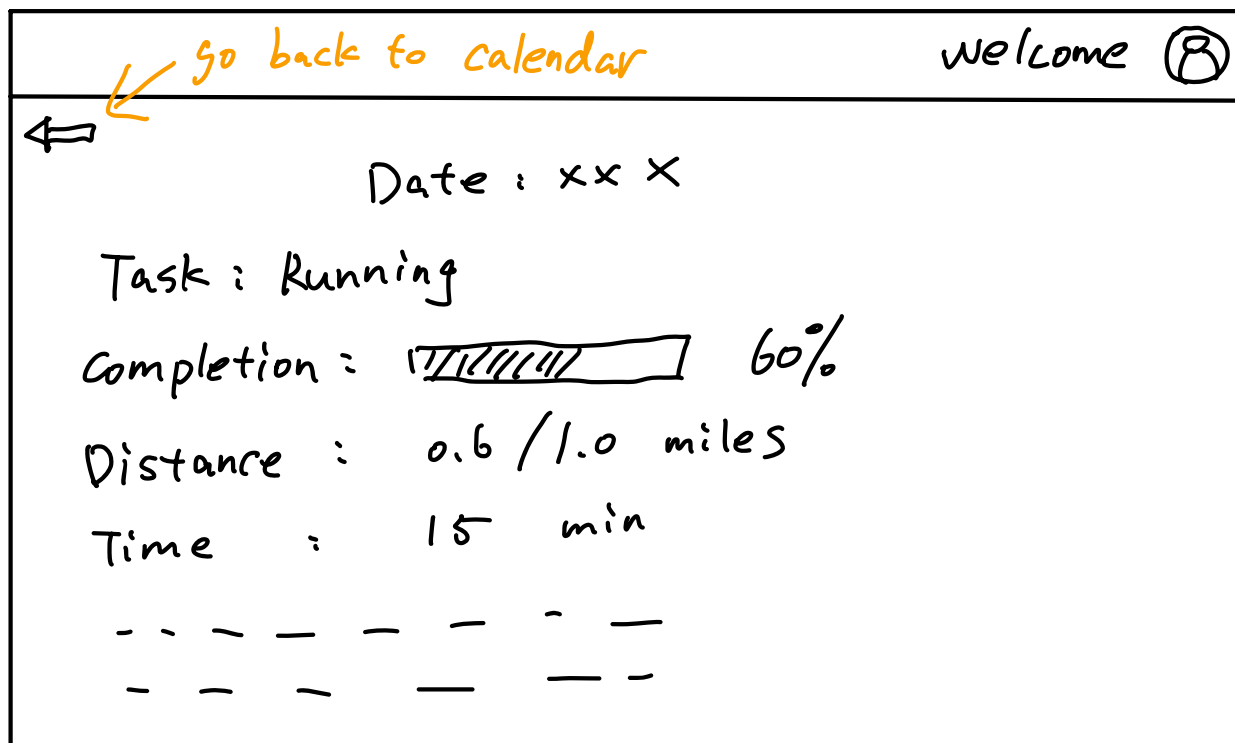 go back to calendar
welcome
Date : xx x
Task : Running
Completion : 60%
Distance : 0.6 / 1.0 miles
Time : 15 min